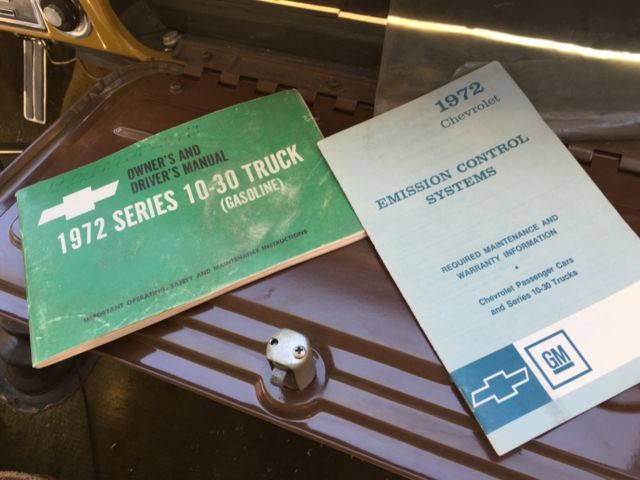 OWNER'S AND
DRIVER'S MANUAL
1972 SERIES 10-30 TRUCK
(GASOLINE)
IMPORTANT OPERATING, SAFETY AND MAINTENANCE INSTRUCTIONS
1972
Chevrolet
EMISSION CONTROL
SYSTEMS
REQUIRED MAINTENANCE AND
WARRANTY INFORMATION
•
Chevrolet Passenger Cars
and Series 10-30 Trucks
GM